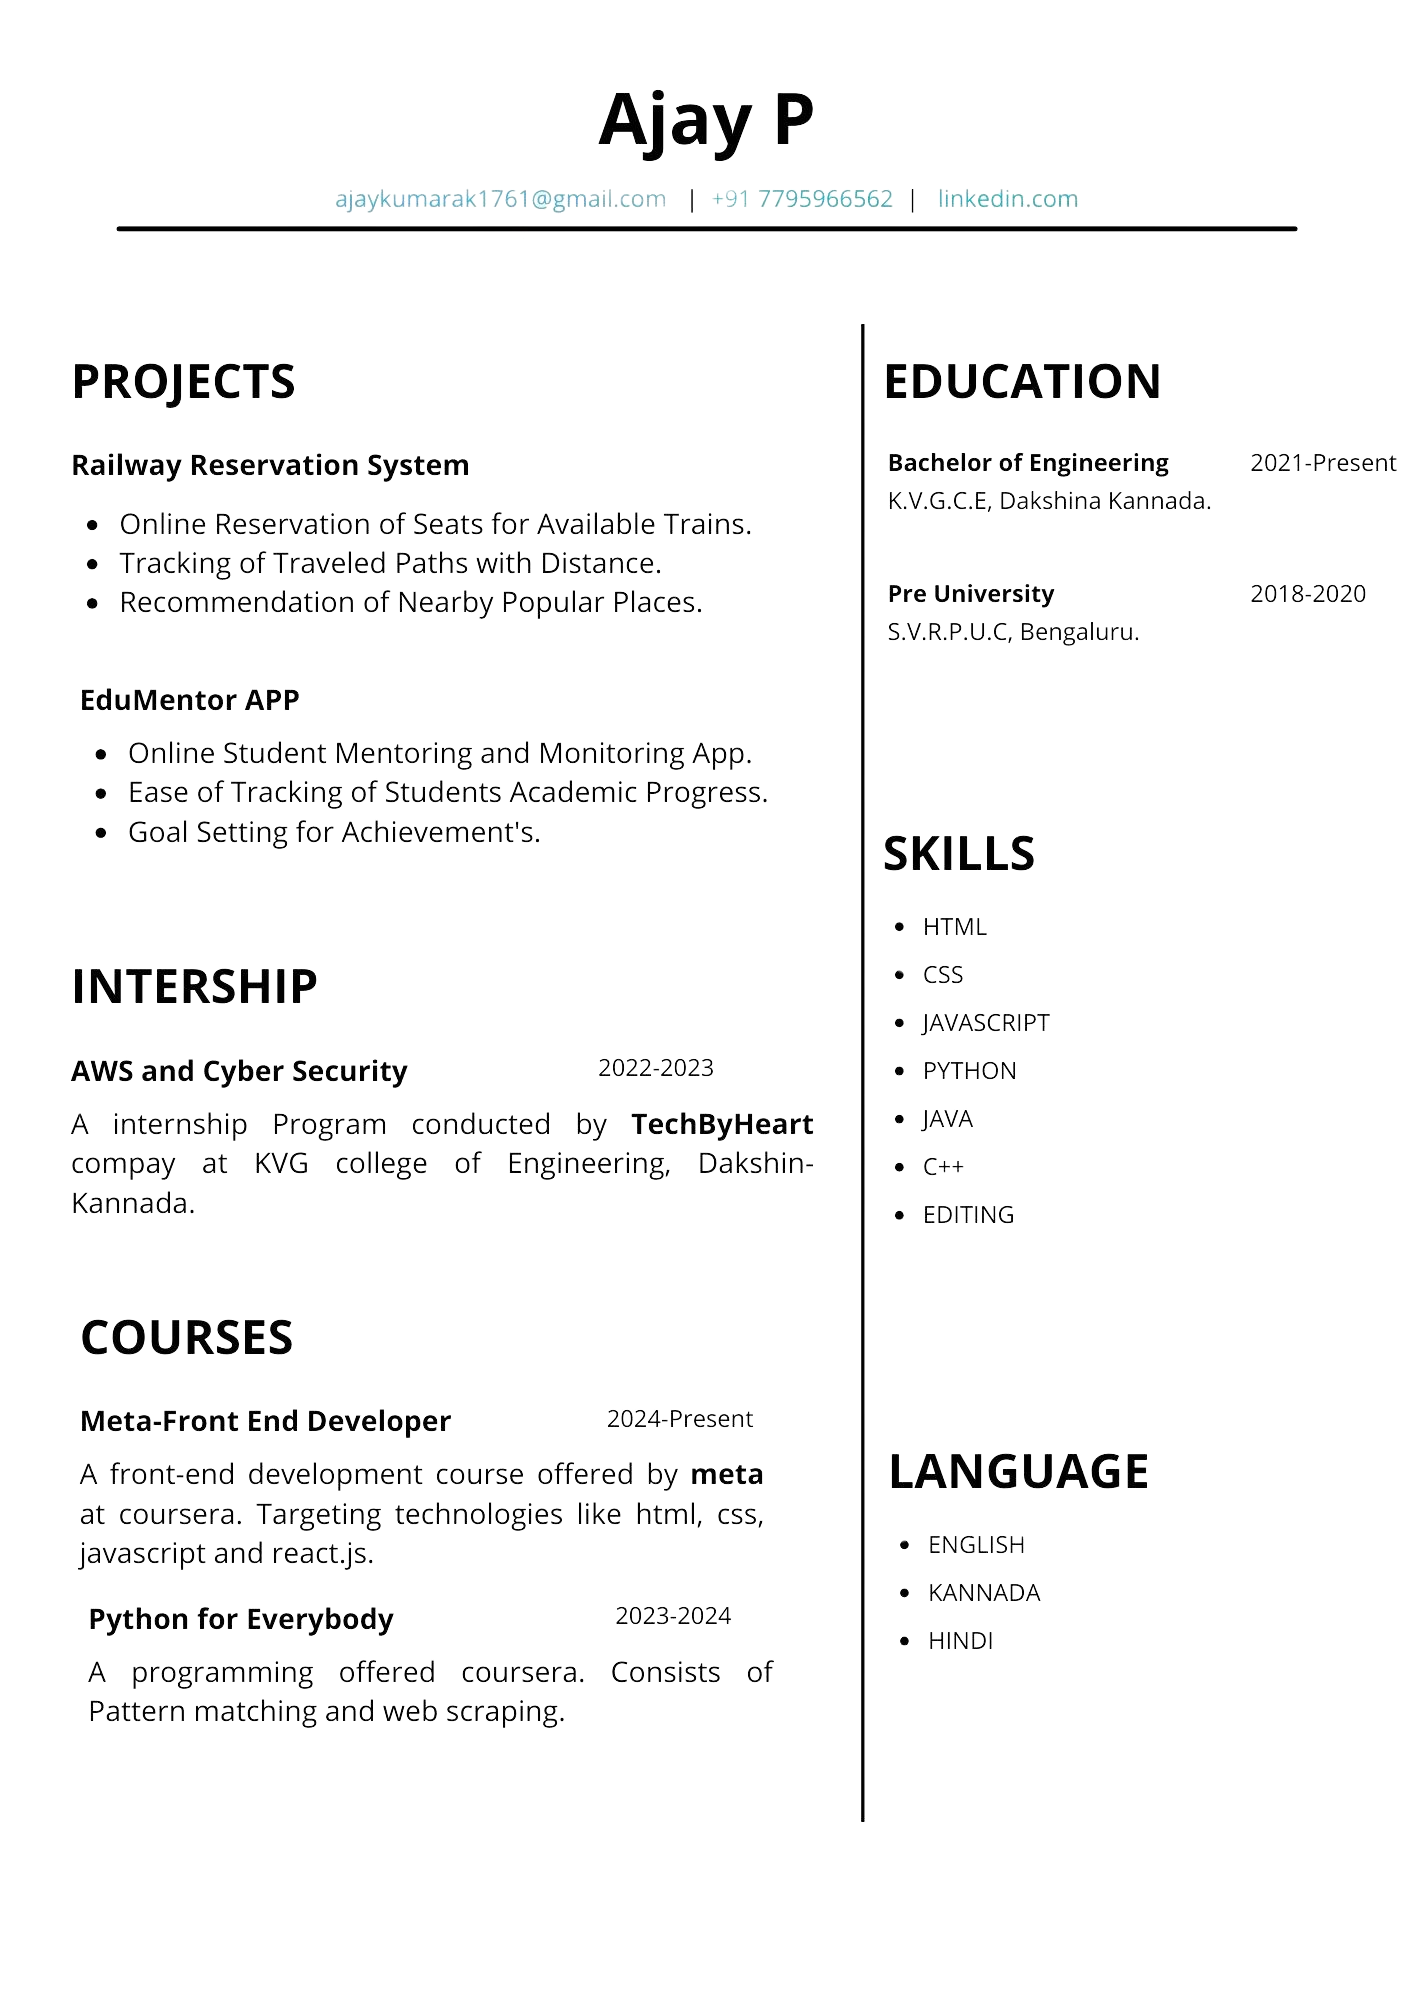 Ajay P
ajaykumarak1761@gmail.com | +91 7795966562 | linkedin.com
PROJECTS
Railway Reservation System
• Online Reservation of Seats for Available Trains.
• Tracking of Traveled Paths with Distance.
• Recommendation of Nearby Popular Places.
EduMentor APP
• Online Student Mentoring and Monitoring App.
• Ease of Tracking of Students Academic Progress.
• Goal Setting for Achievement's.
INTERSHIP
AWS and Cyber Security 2022-2023
A internship Program conducted by TechByHeart
compay at KVG college of Engineering, Dakshin-
Kannada.
COURSES
Meta-Front End Developer 2024-Present
A front-end development course offered by meta
at coursera. Targeting technologies like html, css,
javascript and react.js.
Python for Everybody 2023-2024
A programming offered coursera. Consists of
Pattern matching and web scraping.
EDUCATION
Bachelor of Engineering 2021-Present
K.V.G.C.E, Dakshina Kannada.
Pre University 2018-2020
S.V.R.P.U.C, Bengaluru.
SKILLS
• HTML
• CSS
• JAVASCRIPT
• PYTHON
• JAVA
• C++
• EDITING
LANGUAGE
• ENGLISH
• KANNADA
• HINDI